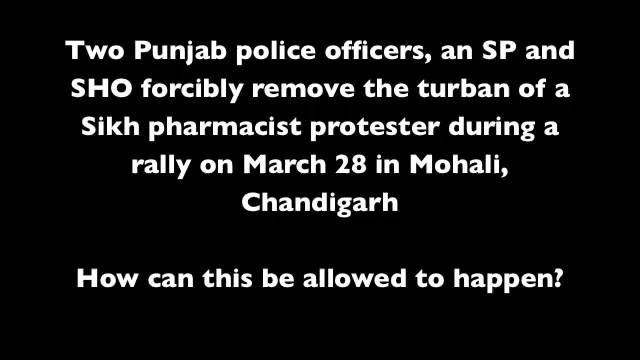 Two Punjab police officers, an SP and
SHO forcibly remove the turban of a
Sikh pharmacist protester during a
rally on March 28 in Mohali,
Chandigarh
How can this be allowed to happen?